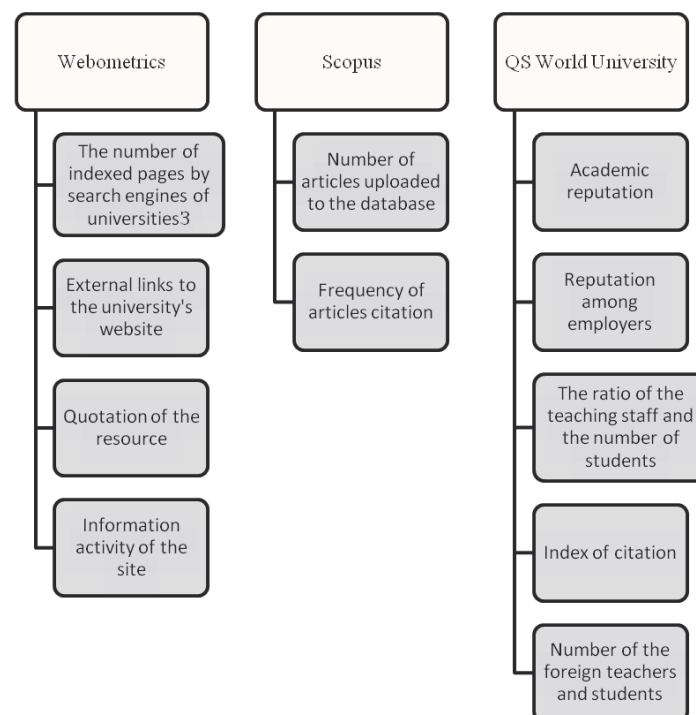 Webometrics
The number of
indexed pages by
search engines of
universities3
External links to
the university's
website
Quotation of the
resource
Information
activity of the
site
Scopus
Number of
articles uploaded
to the database
Frequency of
articles citation
QS World University
Academic
reputation
Reputation
among
employers
The ratio of the
teaching staff and
the number of
students
Index of citation
Number of the
foreign teachers
and students